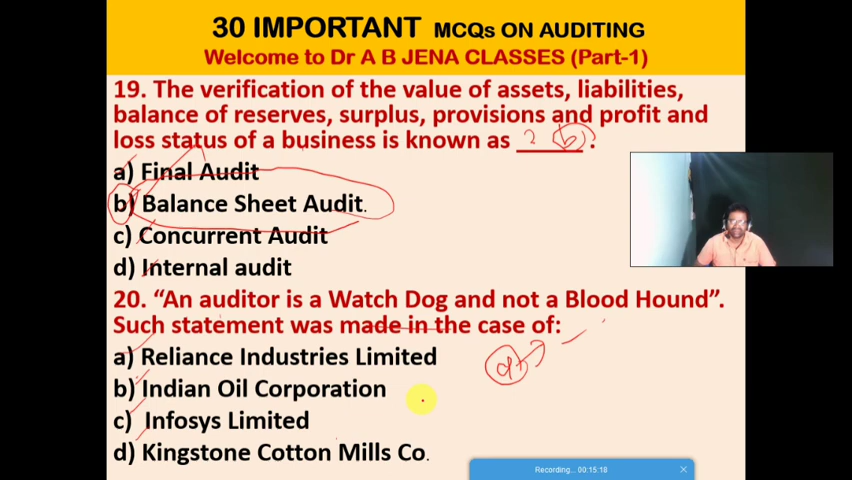 30 IMPORTANT MCQs ON AUDITING
Welcome to Dr A B JENA CLASSES (Part-1)
19. The verification of the value of assets, liabilities,
balance of reserves, surplus, provisions and profit and
loss status of a business is known as ______ ?
? (b)
a) Final Audit
b) Balance Sheet Audit.
c) Concurrent Audit
d) Internal audit
20. “An auditor is a Watch Dog and not a Blood Hound”.
Such statement was made in the case of:
a) Reliance Industries Limited
b) Indian Oil Corporation
c) Infosys Limited
d) Kingstone Cotton Mills Co.
Recording... 00:15:18